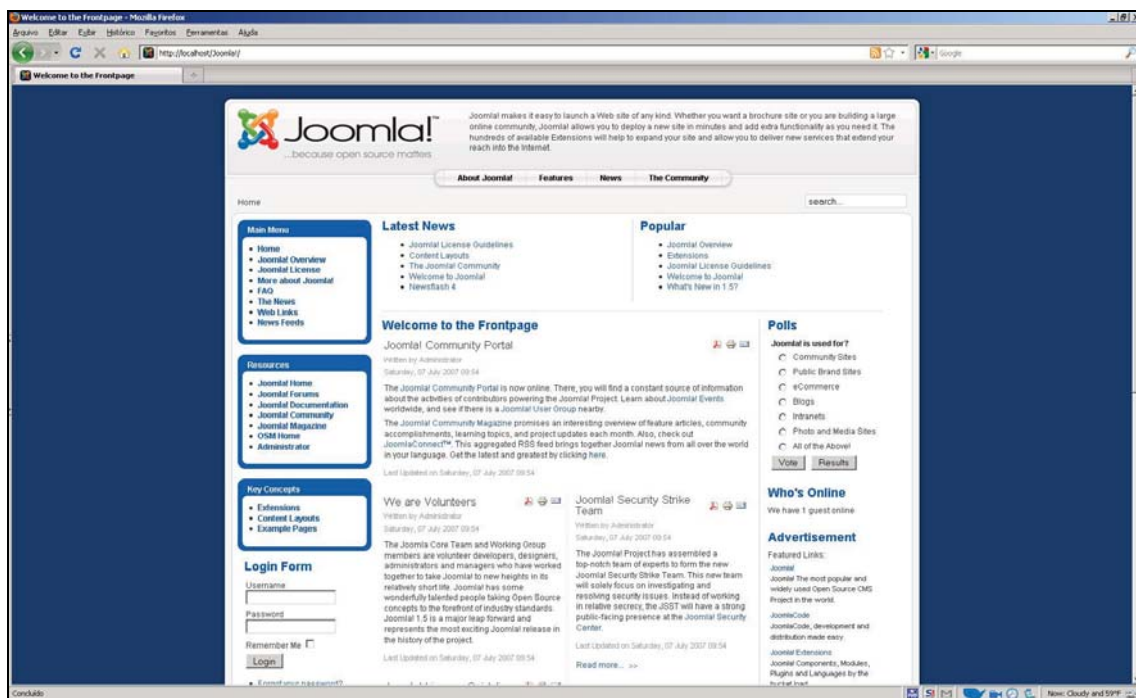 Welcome to the Frontpage - Mozilla Firefox
Arquivo Editar Exibir Histórico Favoritos Ferramentas Ajuda
http://localhost/Joomla!/
Google
Welcome to the Frontpage
Joomla!™
...because open source matters
Joomla! makes it easy to launch a Web site of any kind. Whether you want a brochure site or you are building a large
online community, Joomla! allows you to deploy a new site in minutes and add extra functionality as you need it. The
hundreds of available Extensions will help to expand your site and allow you to deliver new services that extend your
reach into the Internet.
About Joomla! Features News The Community
Home
search...
Main Menu
Home
Joomla! Overview
Joomla! License
More about Joomla!
FAQ
The News
Web Links
News Feeds
Resources
Joomla! Home
Joomla! Forums
Joomla! Documentation
Joomla! Community
Joomla! Magazine
OSM Home
Administrator
Key Concepts
Extensions
Content Layouts
Example Pages
Login Form
Username
Password
Remember Me
Login
Forgot your password?
Latest News
Joomla! License Guidelines
Content Layouts
The Joomla! Community
Welcome to Joomla!
Newsflash 4
Popular
Joomla! Overview
Extensions
Joomla! License Guidelines
Welcome to Joomla!
What's New in 1.5?
Welcome to the Frontpage
Joomla! Community Portal
Written by Administrator
Saturday, 07 July 2007 09:54
The Joomla! Community Portal is now online. There, you will find a constant source of information
about the activities of contributors powering the Joomla! Project. Learn about Joomla! Events
worldwide, and see if there is a Joomla! User Group nearby.
The Joomla! Community Magazine promises an interesting overview of feature articles, community
accomplishments, learning topics, and project updates each month. Also, check out
JoomlaConnect™. This aggregated RSS feed brings together Joomla! news from all over the world
in your language. Get the latest and greatest by clicking here.
Last Updated on Saturday, 07 July 2007 09:54
We are Volunteers
Written by Administrator
Saturday, 07 July 2007 09:54
The Joomla Core Team and Working Group
members are volunteer developers, designers,
administrators and managers who have worked
together to take Joomla! to new heights in its
relatively short life. Joomla! has some
wonderfully talented people taking Open Source
concepts to the forefront of industry standards.
Joomla! 1.5 is a major leap forward and
represents the most exciting Joomla! release in
the history of the project.
Last Updated on Saturday, 07 July 2007 09:54
Joomla! Security Strike
Team
Written by Administrator
Saturday, 07 July 2007 09:54
The Joomla! Project has assembled a
top-notch team of experts to form the new
Joomla! Security Strike Team. This new team
will solely focus on investigating and
resolving security issues. Instead of working
in relative secrecy, the JSST will have a strong
public-facing presence at the Joomla! Security
Center.
Last Updated on Saturday, 07 July 2007 09:54
Read more... >>
Polls
Joomla! is used for?
Community Sites
Public Brand Sites
eCommerce
Blogs
Intranets
Photo and Media Sites
All of the Above!
Vote Results
Who's Online
We have 1 guest online
Advertisement
Featured Links:
Joomla!
Joomla! The most popular and
widely used Open Source CMS
Project in the world.
JoomlaCode
JoomlaCode, development and
distribution made easy.
Joomla! Extensions
Joomla! Components, Modules,
Plugins and Languages by the
bucket load.
Concluído
Now: Cloudy and 59°F